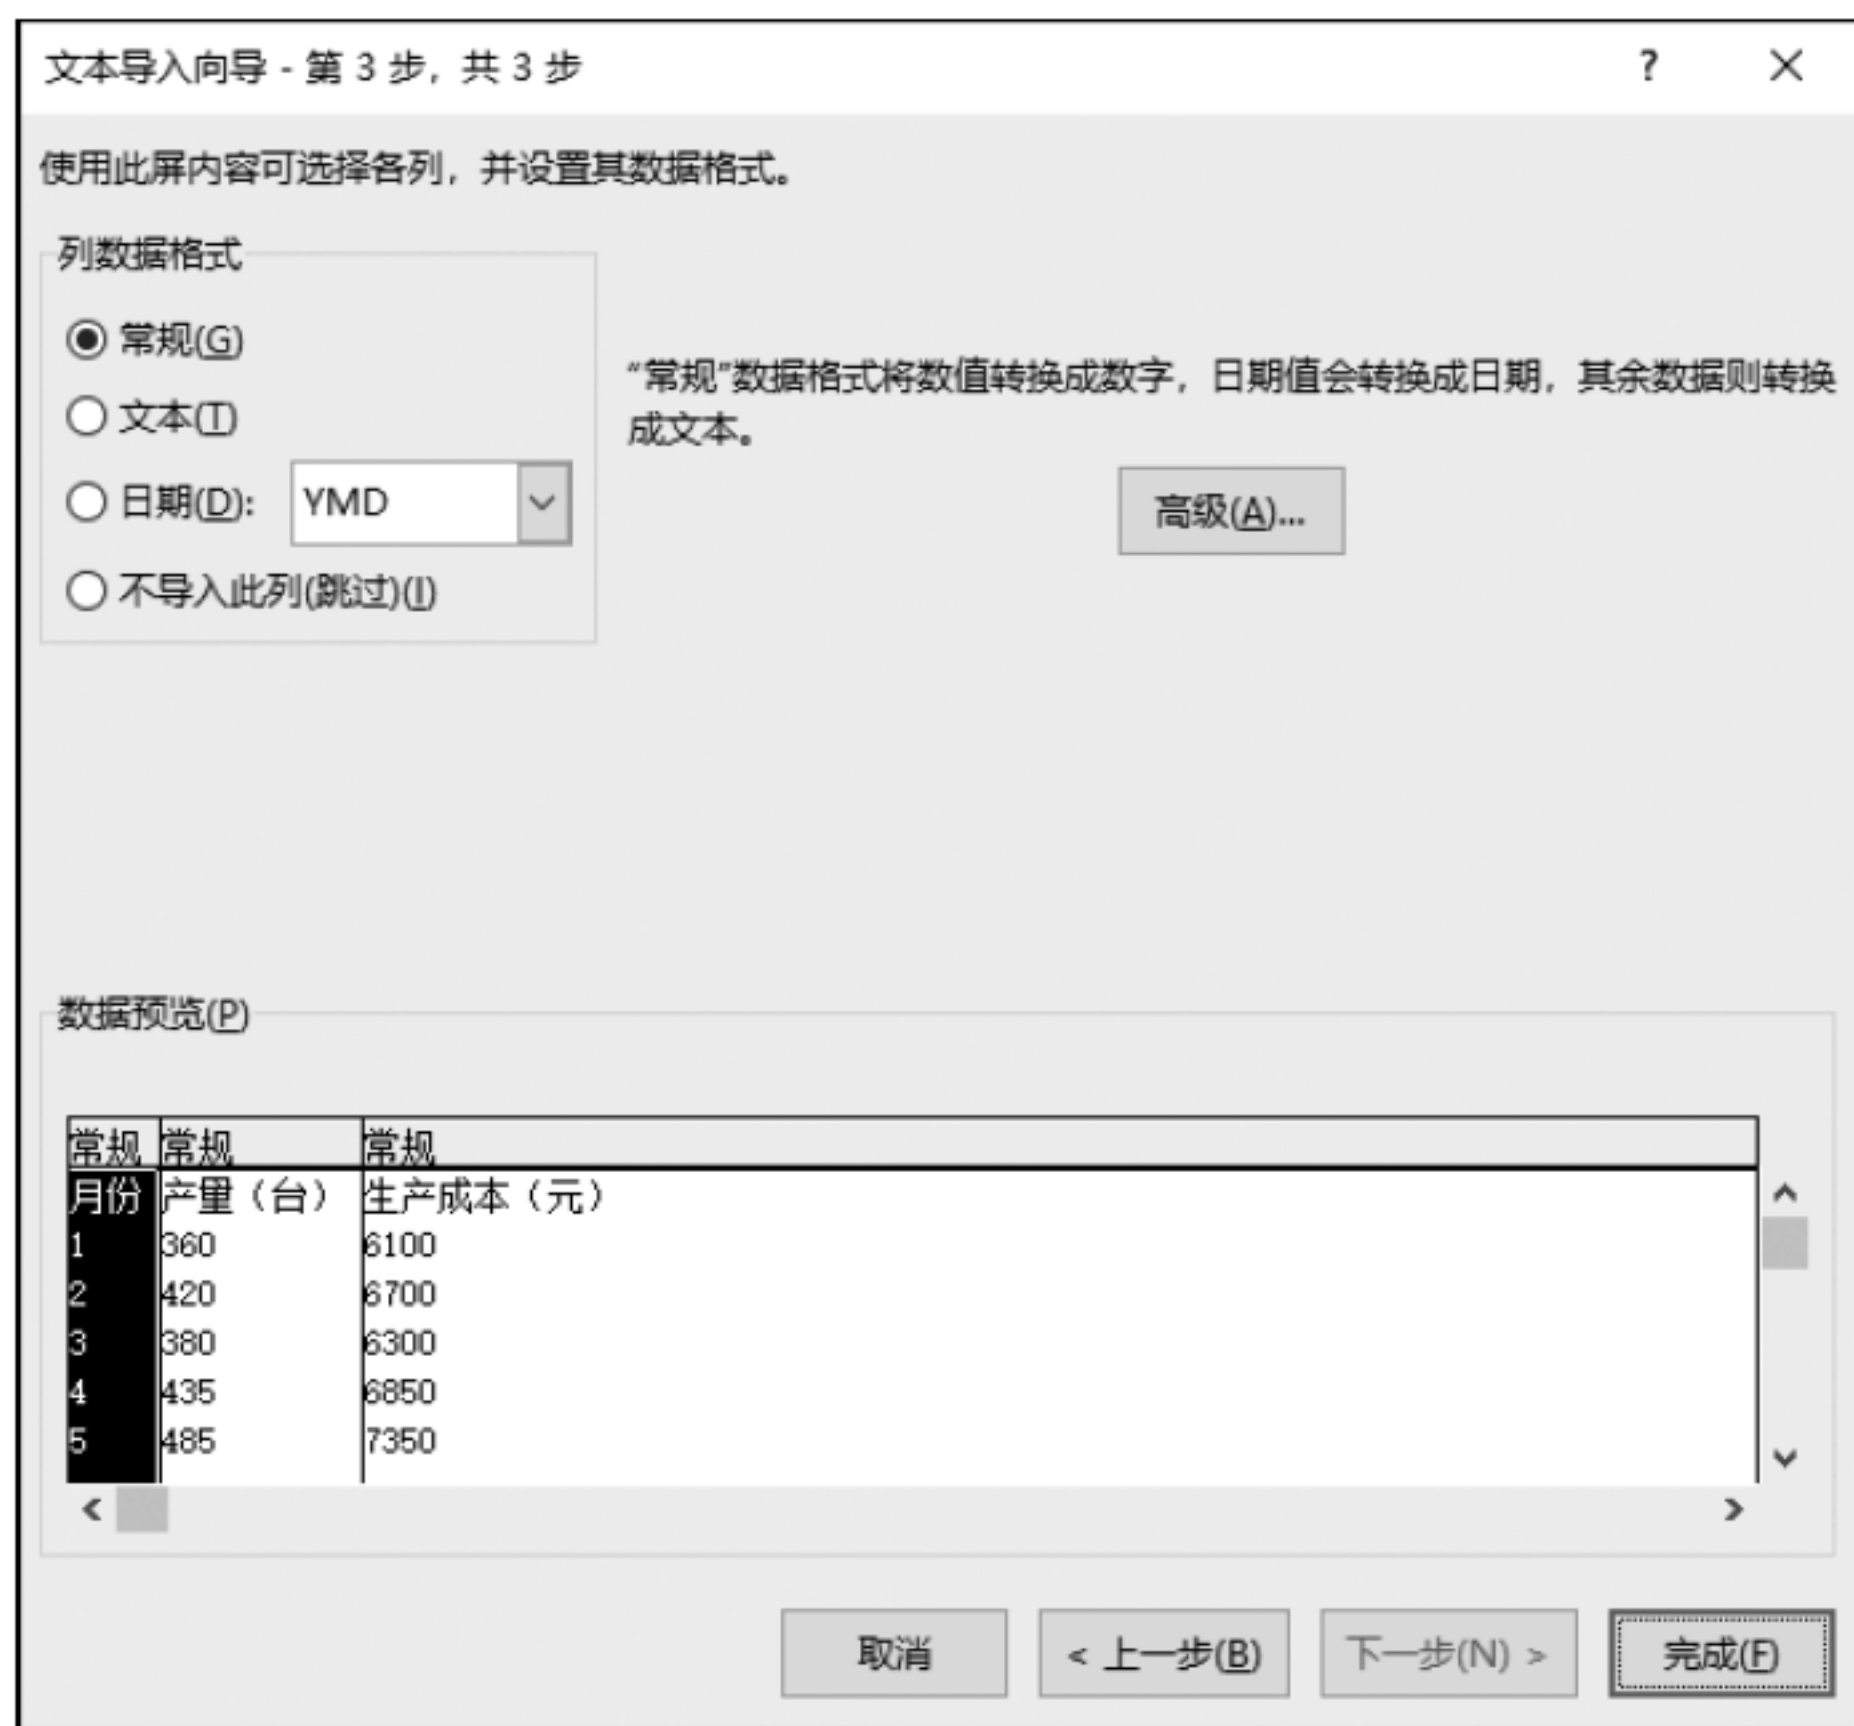 文本导入向导 - 第 3 步，共 3 步 ? ×
使用此屏内容可选择各列，并设置其数据格式。
列数据格式
常规(G)
文本(T)
日期(D): YMD
不导入此列(跳过)(I)
“常规”数据格式将数值转换成数字，日期值会转换成日期，其余数据则转换
成文本。
高级(A)...
数据预览(P)
常规 常规 常规
月份 产量（台） 生产成本（元）
1 360 6100
2 420 6700
3 380 6300
4 435 6850
5 485 7350
取消 < 上一步(B) 下一步(N) > 完成(F)